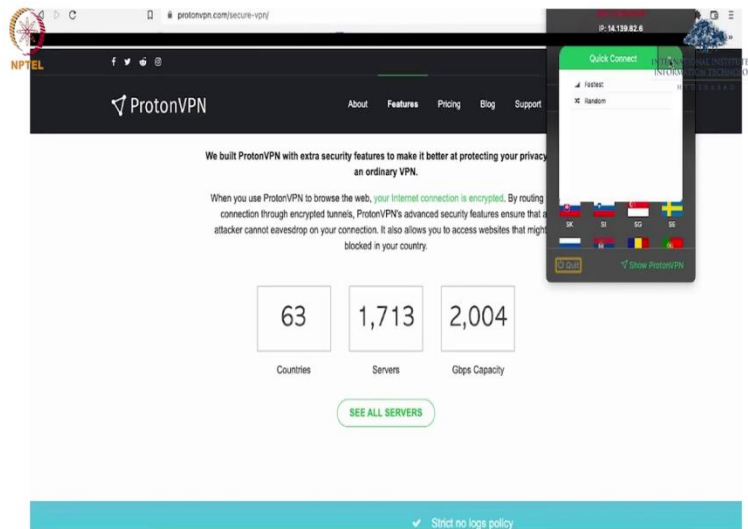 protonvpn.com/secure-vpn/
IP: 14.139.82.6
NPTEL
Quick Connect
INTERNATIONAL INSTITUTE
INFORMATION TECHNOLO
HYDERABAD
Fastest
Random
ProtonVPN
About Features Pricing Blog Support
We built ProtonVPN with extra security features to make it better at protecting your privacy
an ordinary VPN.
When you use ProtonVPN to browse the web, your Internet connection is encrypted. By routing
connection through encrypted tunnels, ProtonVPN's advanced security features ensure that a
attacker cannot eavesdrop on your connection. It also allows you to access websites that might
blocked in your country.
SK SI SG SE
Quit Show ProtonVPN
63 1,713 2,004
Countries Servers Gbps Capacity
SEE ALL SERVERS
Strict no logs policy